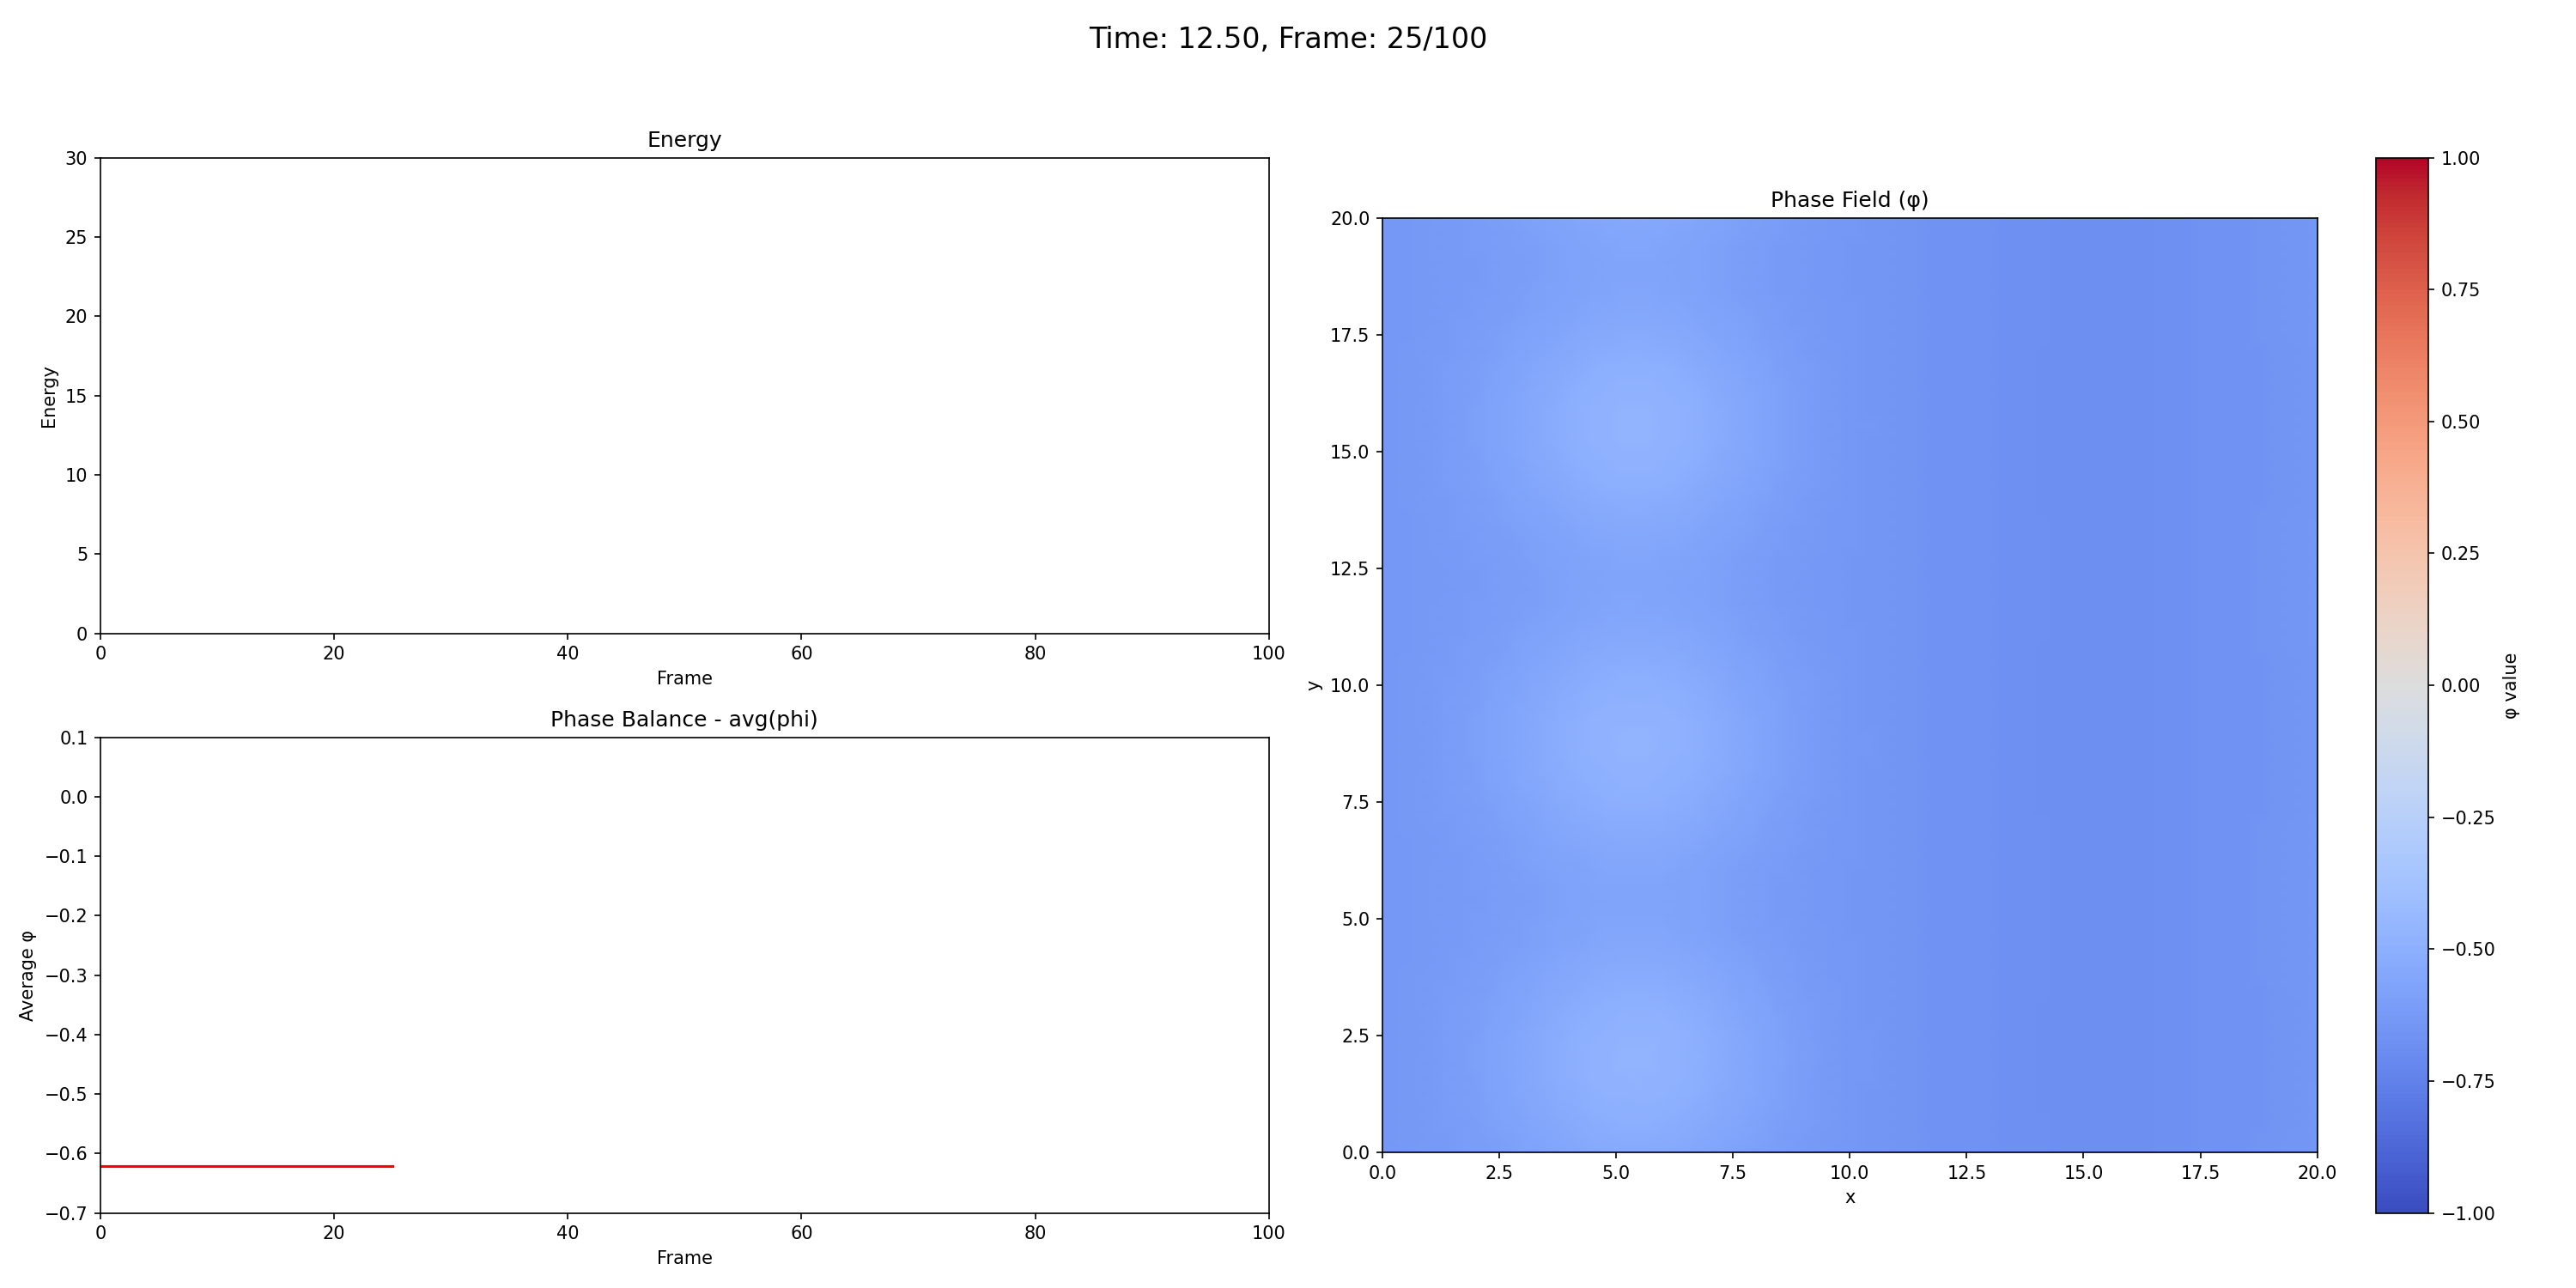 Time: 12.50, Frame: 25/100
Energy
30
25
20
15
10
5
0
Energy
0 20 40 60 80 100
Frame
Phase Balance - avg(phi)
0.1
0.0
−0.1
−0.2
−0.3
−0.4
−0.5
−0.6
−0.7
Average φ
0 20 40 60 80 100
Frame
Phase Field (φ)
20.0
17.5
15.0
12.5
10.0
7.5
5.0
2.5
0.0
y
0.0 2.5 5.0 7.5 10.0 12.5 15.0 17.5 20.0
x
1.00
0.75
0.50
0.25
0.00
−0.25
−0.50
−0.75
−1.00
φ value